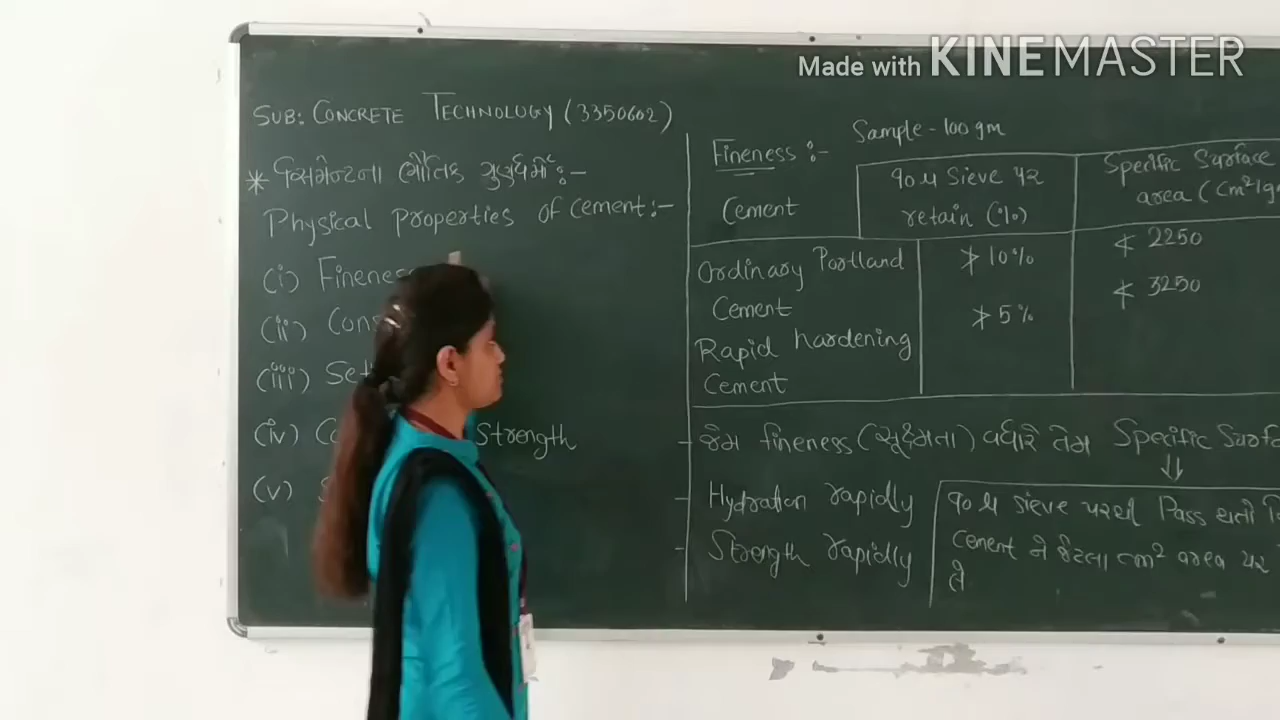 Made with KINEMASTER
SUB: CONCRETE TECHNOLOGY (3350602)
* સિમેન્ટના ભૌતિક ગુણધર્મો :-
Physical properties of cement:-
(i) Fineness
(ii) Cons
(iii) Set
(iv) Strength
(v)
Fineness :- Sample - 100 gm
Cement
૧૦ μ Sieve પર
retain (%)
Specific Surface
area (cm²/gm
Ordinary Portland
Cement
≯ 10% ≮ 2250
Rapid hardening
Cement
≯ 5% ≮ 3250
- જેમ fineness (સૂક્ષ્મતા) વધારે તેમ Specific Surfa
⇓
- Hydration rapidly
- Strength rapidly
૧૦ μ sieve પરથી Pass થતો
cement ને જેટલા cm² area પર
તે